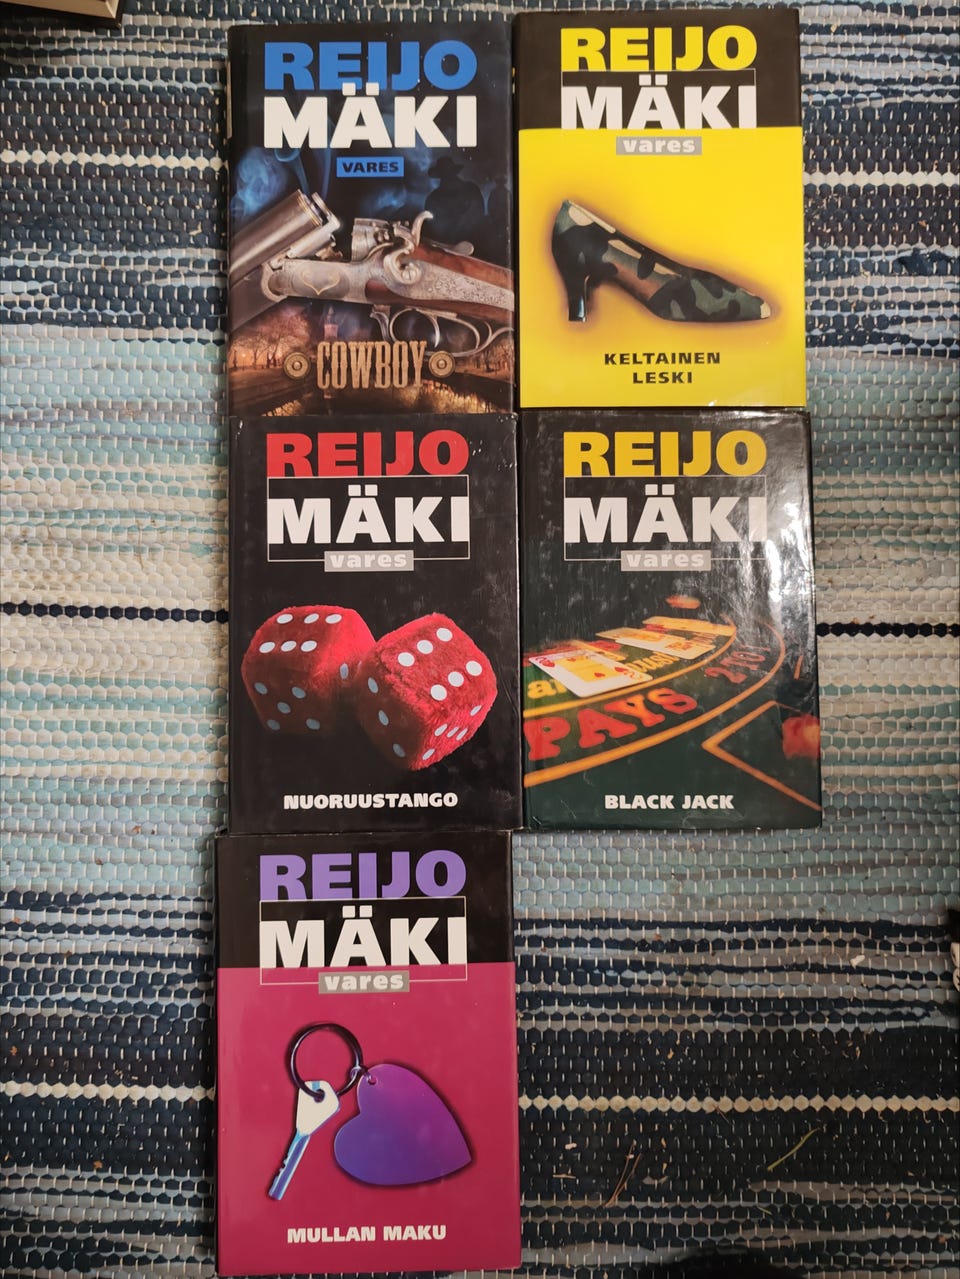 REIJO
MÄKI
VARES
COWBOY
REIJO
MÄKI
vares
KELTAINEN
LESKI
REIJO
MÄKI
vares
NUORUUSTANGO
REIJO
MÄKI
vares
PAYS
BLACK JACK
REIJO
MÄKI
vares
MULLAN MAKU